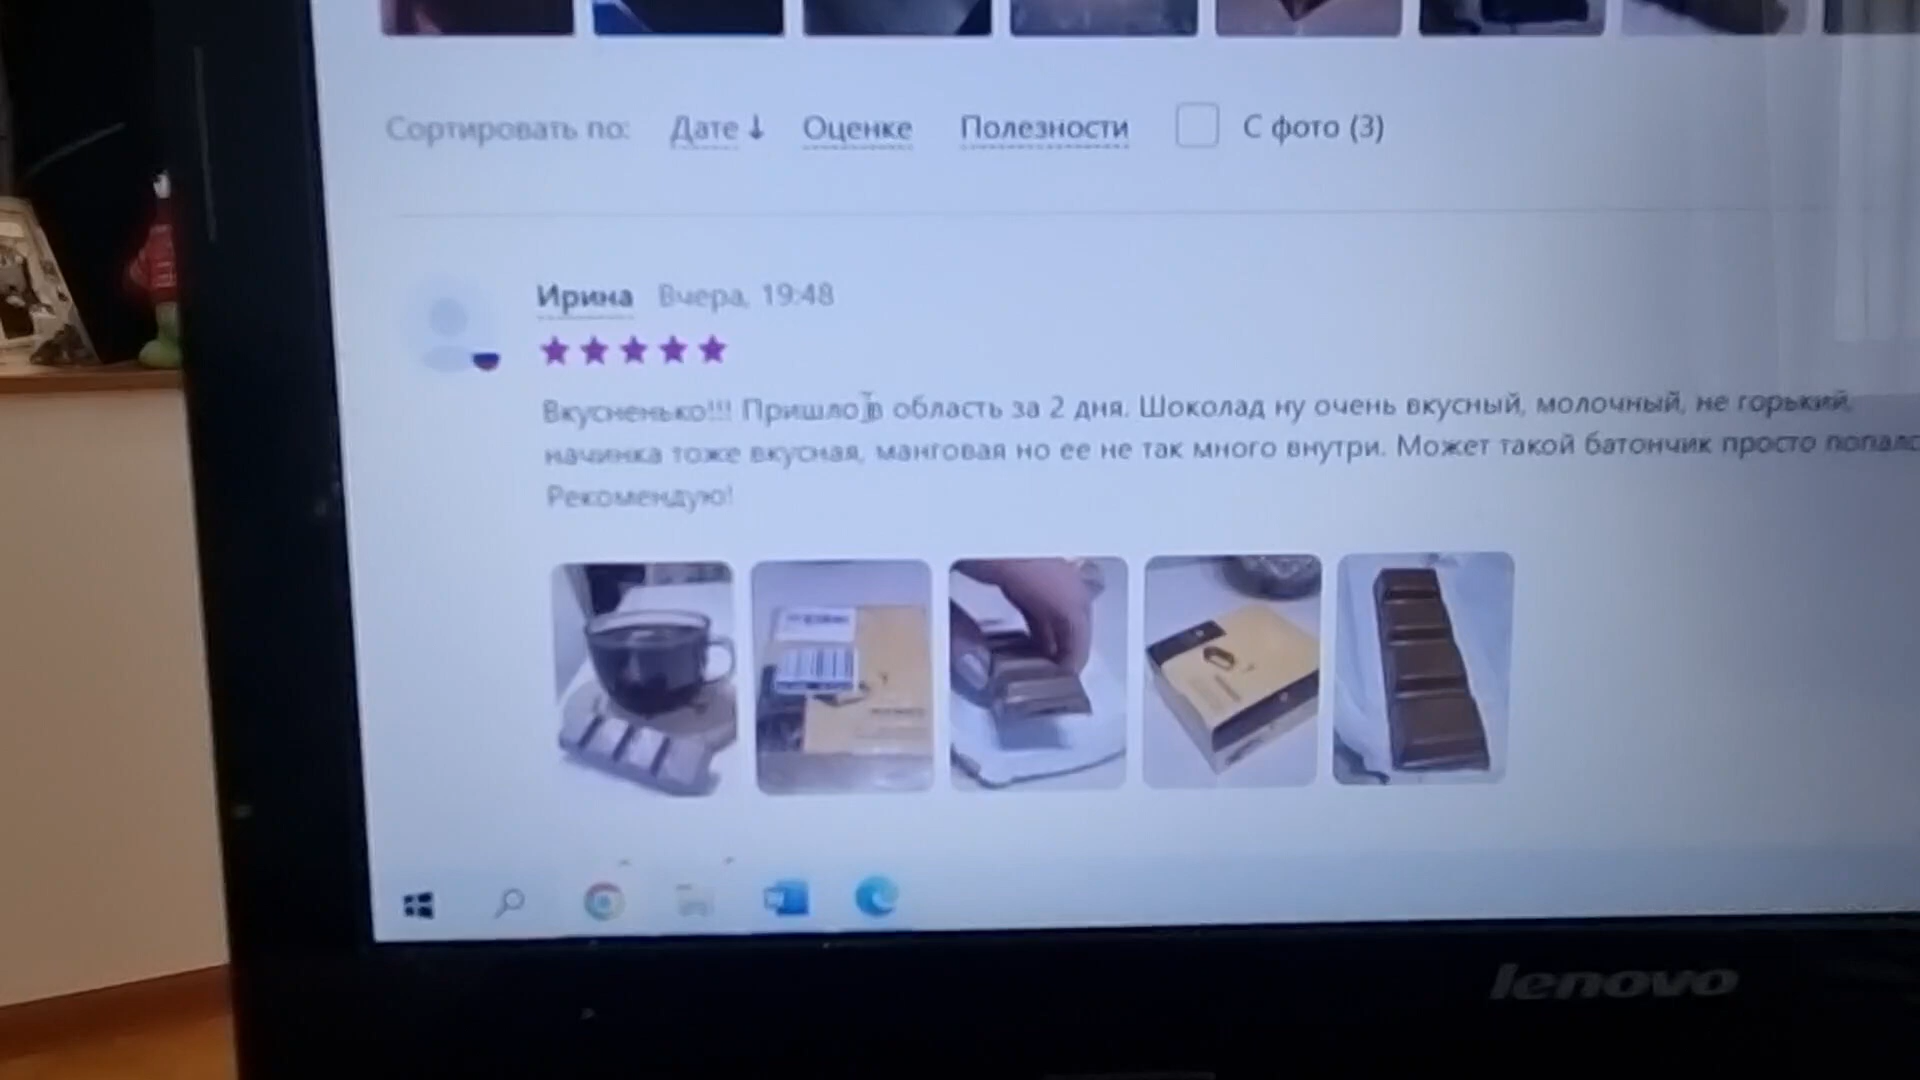 Сортировать по: Дате ↓ Оценке Полезности С фото (3)
Ирина Вчера, 19:48
Вкусненько!!! Пришло в область за 2 дня. Шоколад ну очень вкусный, молочный, не горький,
начинка тоже вкусная, манговая но ее не так много внутри. Может такой батончик просто
Рекомендую!
lenovo